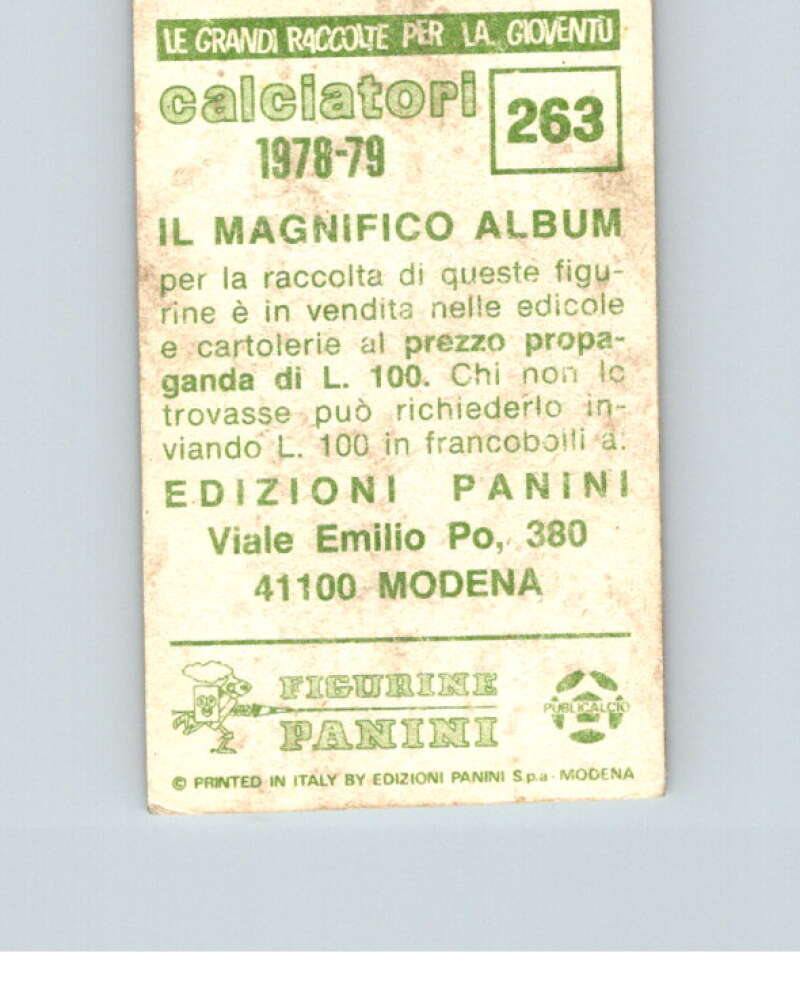 LE GRANDI RACCOLTE PER LA GIOVENTÙ
calciatori
1978-79
263
IL MAGNIFICO ALBUM
per la raccolta di queste figu-
rine è in vendita nelle edicole
e cartolerie al prezzo propa-
ganda di L. 100. Chi non lo
trovasse può richiederlo in-
viando L. 100 in francobolli a:
EDIZIONI PANINI
Viale Emilio Po, 380
41100 MODENA
FIGURINE
PANINI
PUBLICALCIO
© PRINTED IN ITALY BY EDIZIONI PANINI S.p.a - MODENA